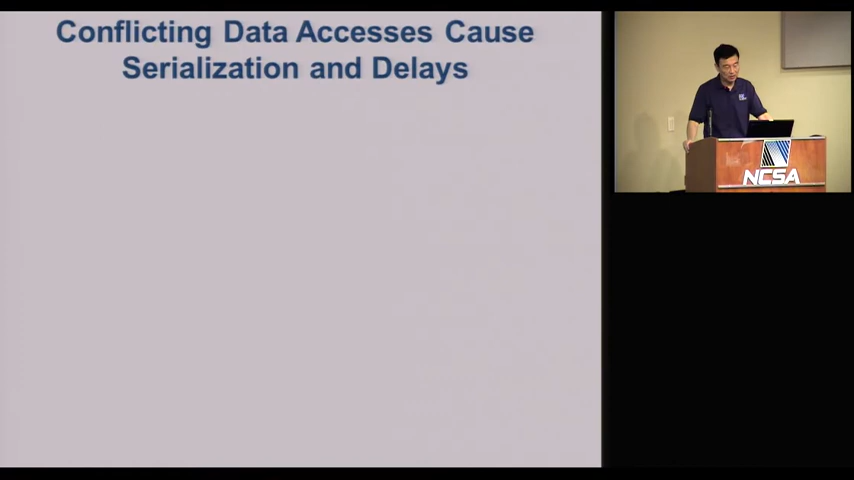 Conflicting Data Accesses Cause
Serialization and Delays
NCSA